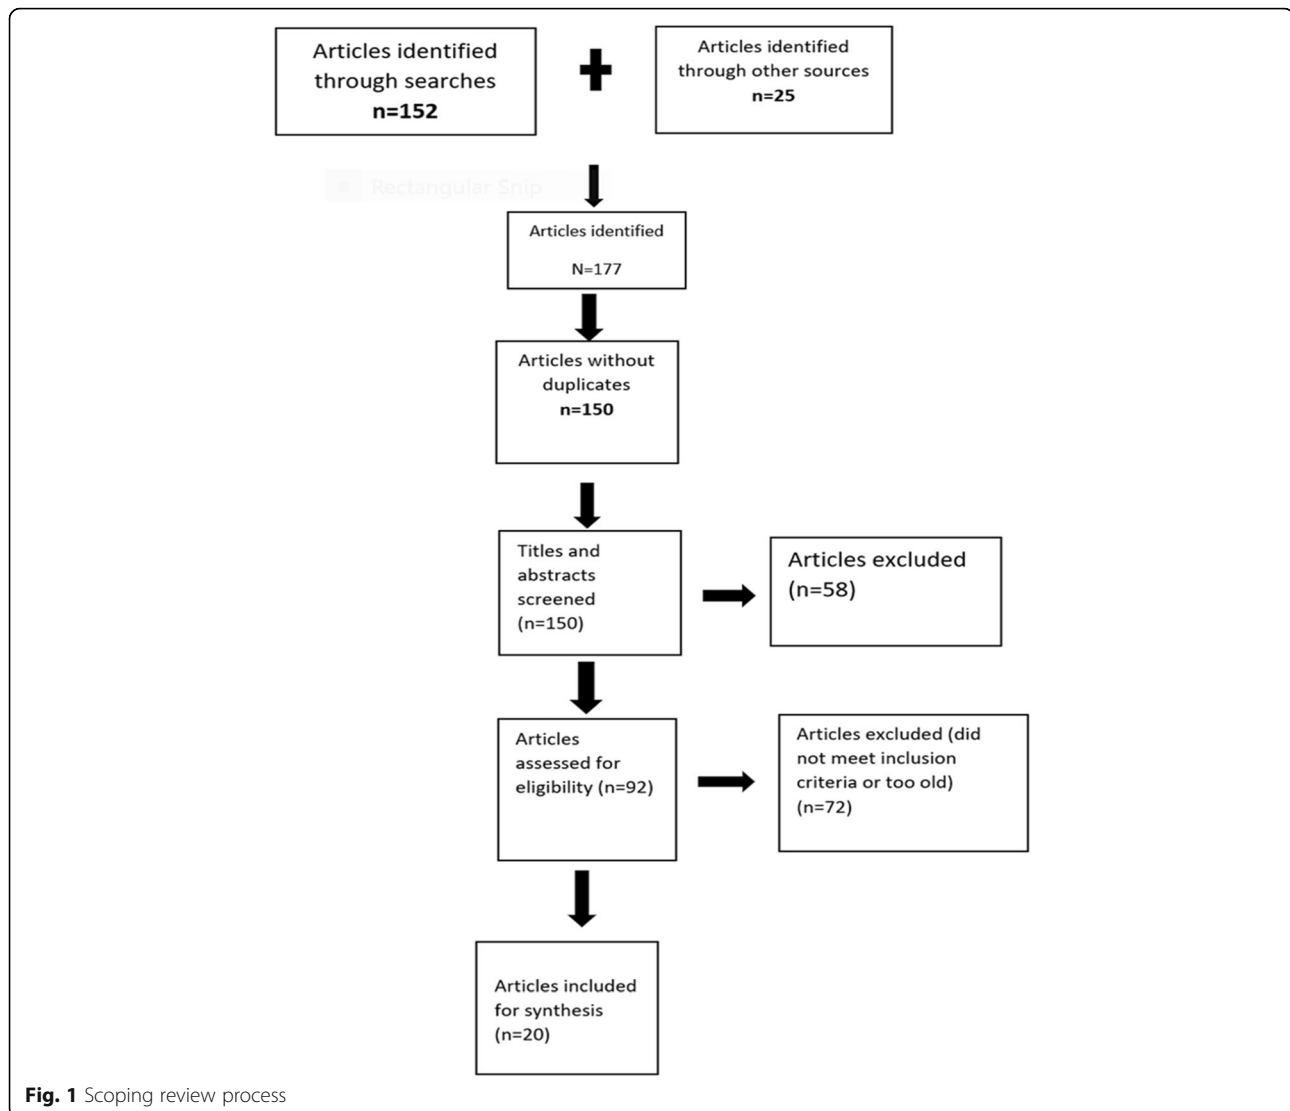 Articles identified
through searches
n=152
Articles identified
through other sources
n=25
Rectangular Snip
Articles identified
N=177
Articles without
duplicates
n=150
Titles and
abstracts
screened
(n=150)
Articles excluded
(n=58)
Articles
assessed for
eligibility (n=92)
Articles excluded (did
not meet inclusion
criteria or too old)
(n=72)
Articles included
for synthesis
(n=20)
Fig. 1 Scoping review process